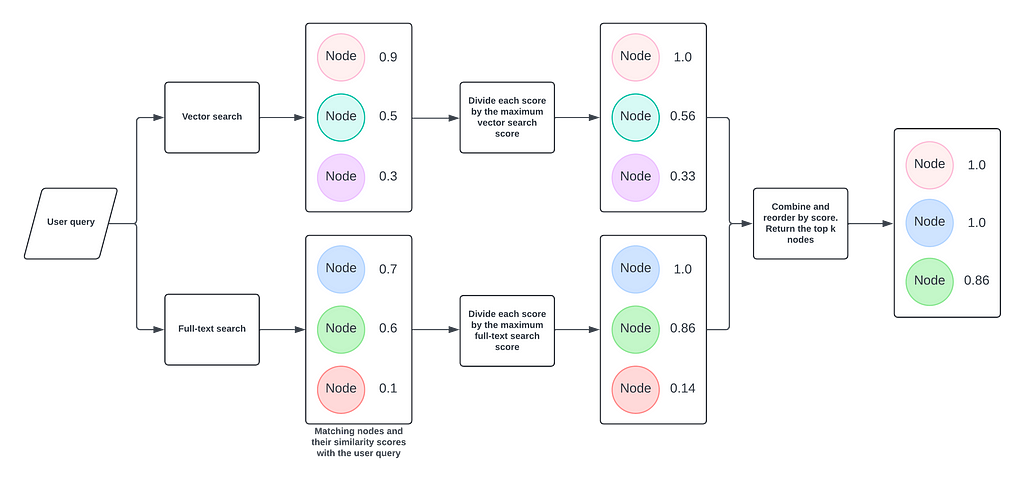 User query
Vector search
Node 0.9
Node 0.5
Node 0.3
Divide each score
by the maximum
vector search
score
Node 1.0
Node 0.56
Node 0.33
Full-text search
Node 0.7
Node 0.6
Node 0.1
Matching nodes and
their similarity scores
with the user query
Divide each score
by the maximum
full-text search
score
Node 1.0
Node 0.86
Node 0.14
Combine and
reorder by score.
Return the top k
nodes
Node 1.0
Node 1.0
Node 0.86